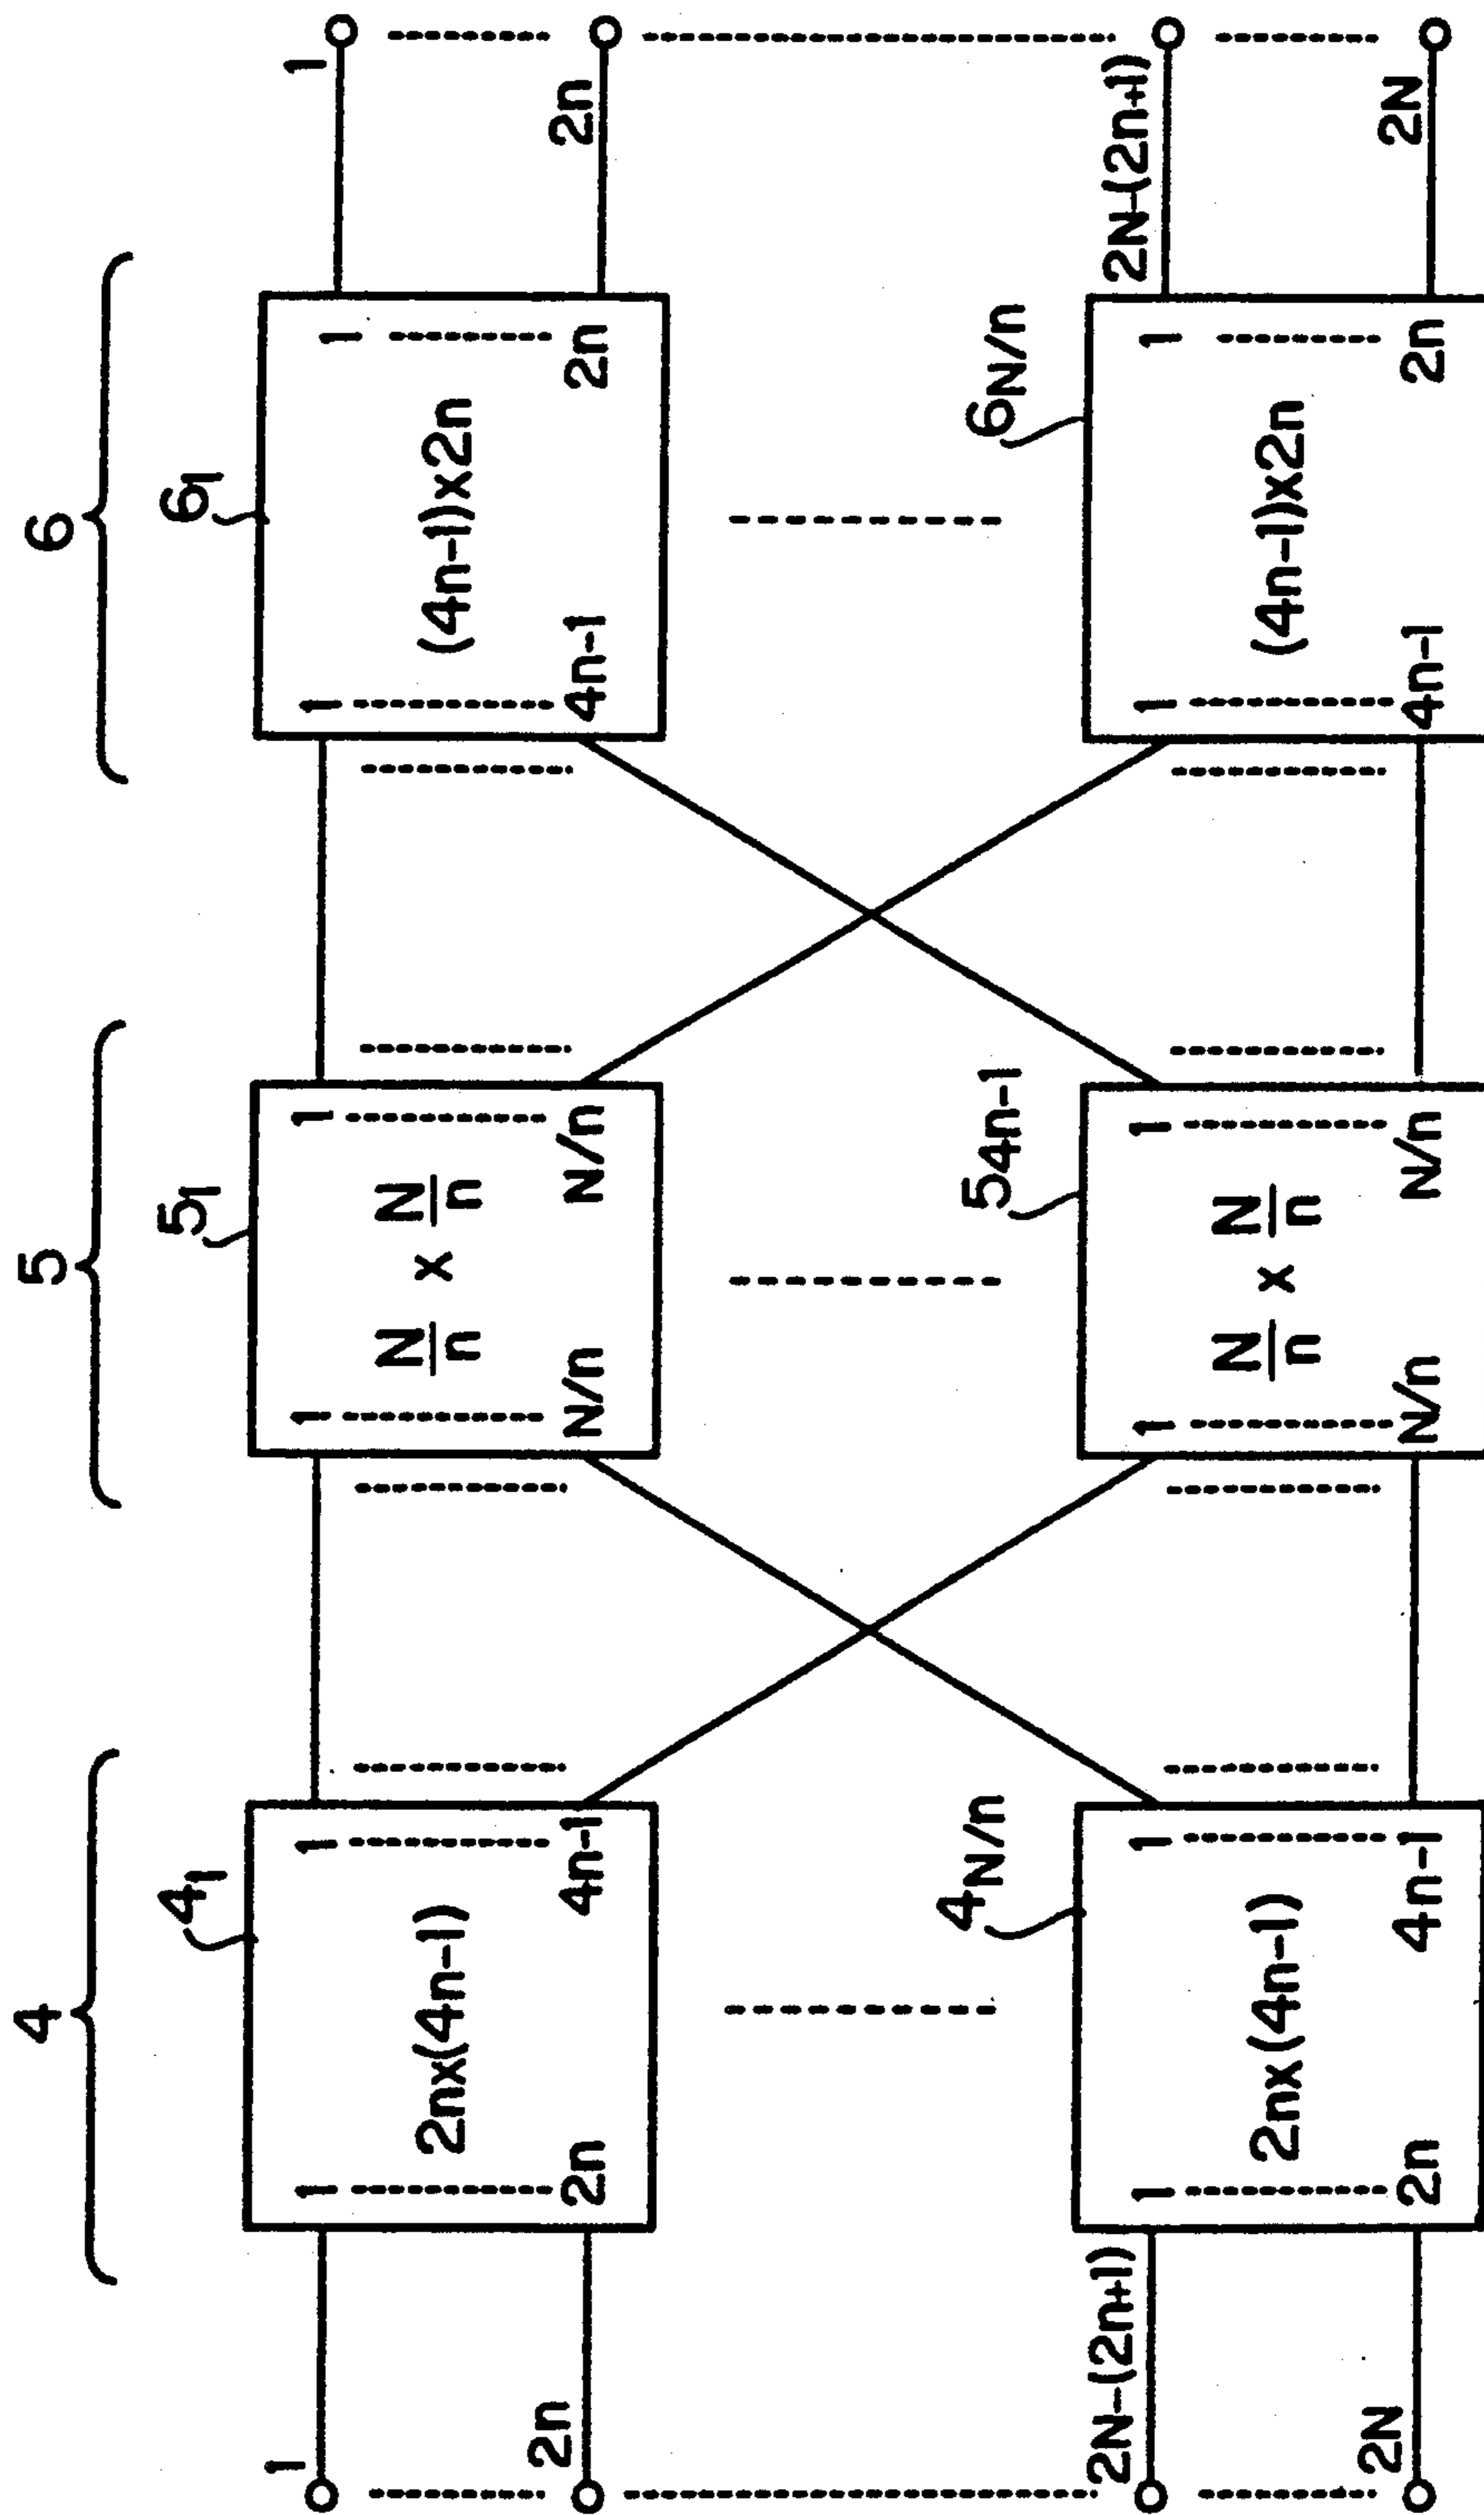 4
5
6
4₁
5₁
6₁
1
1
2nx(4n-1)
1
1
N/n x N/n
1
1
(4n-1)x2n
1
1
2n
2n
4n-1
N/n
N/n
4n-1
2n
2n
4N/n
54n-1
6N/n
2N-(2n+1)
1
2nx(4n-1)
1
1
N/n x N/n
1
1
(4n-1)x2n
1
2N-(2n+1)
2N
2n
4n-1
N/n
N/n
4n-1
2n
2N